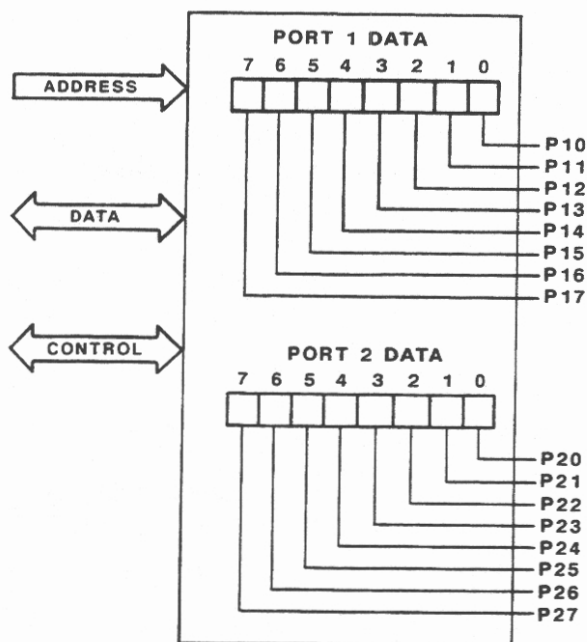 PORT 1 DATA
7 6 5 4 3 2 1 0
ADDRESS
P10
P11
P12
P13
P14
P15
P16
P17
DATA
CONTROL
PORT 2 DATA
7 6 5 4 3 2 1 0
P20
P21
P22
P23
P24
P25
P26
P27